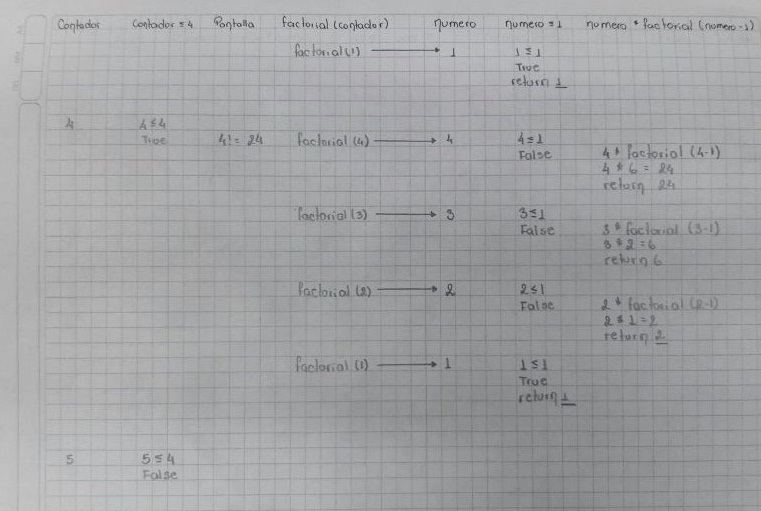 Contador Contador ≤ 4 Pantalla factorial (contador) numero numero ≤ 1 numero * factorial (numero-1)
factorial (1) → 1 1 ≤ 1
True
return 1
4 4 ≤ 4
True 4! = 24 factorial (4) → 4 4 ≤ 1
False 4 * factorial (4-1)
4 * 6 = 24
return 24
factorial (3) → 3 3 ≤ 1
False 3 * factorial (3-1)
3 * 2 = 6
return 6
factorial (2) → 2 2 ≤ 1
False 2 * factorial (2-1)
2 * 1 = 2
return 2
factorial (1) → 1 1 ≤ 1
True
return 1
5 5 ≤ 4
False